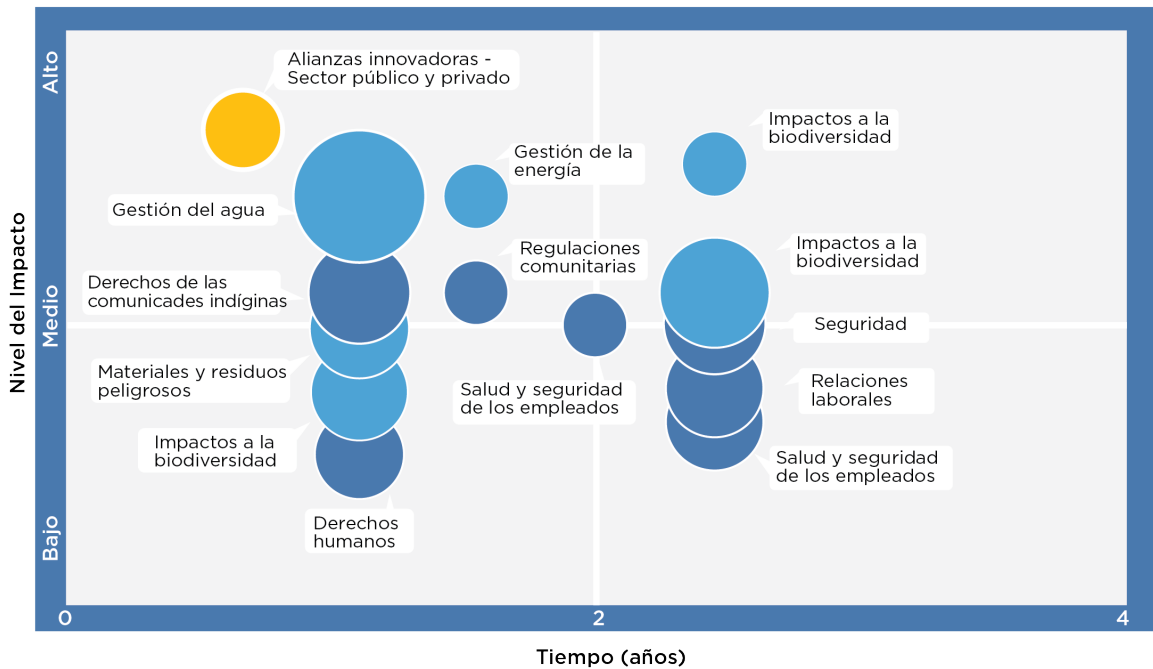 Alto
Medio
Bajo
Nivel del Impacto
Alianzas innovadoras -
Sector público y privado
Gestión del agua
Derechos de las
comunicades indíginas
Materiales y residuos
peligrosos
Impactos a la
biodiversidad
Derechos
humanos
Gestión de la
energía
Regulaciones
comunitarias
Salud y seguridad
de los empleados
Impactos a la
biodiversidad
Impactos a la
biodiversidad
Seguridad
Relaciones
laborales
Salud y seguridad
de los empleados
0
2
4
Tiempo (años)